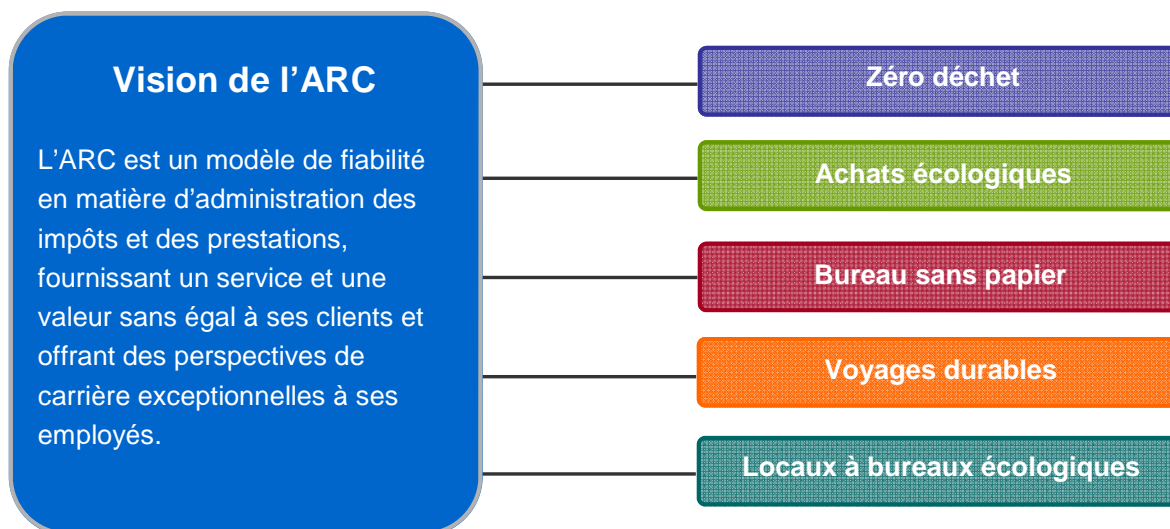 Vision de l’ARC
L’ARC est un modèle de fiabilité
en matière d’administration des
impôts et des prestations,
fournissant un service et une
valeur sans égal à ses clients et
offrant des perspectives de
carrière exceptionnelles à ses
employés.
Zéro déchet
Achats écologiques
Bureau sans papier
Voyages durables
Locaux à bureaux écologiques